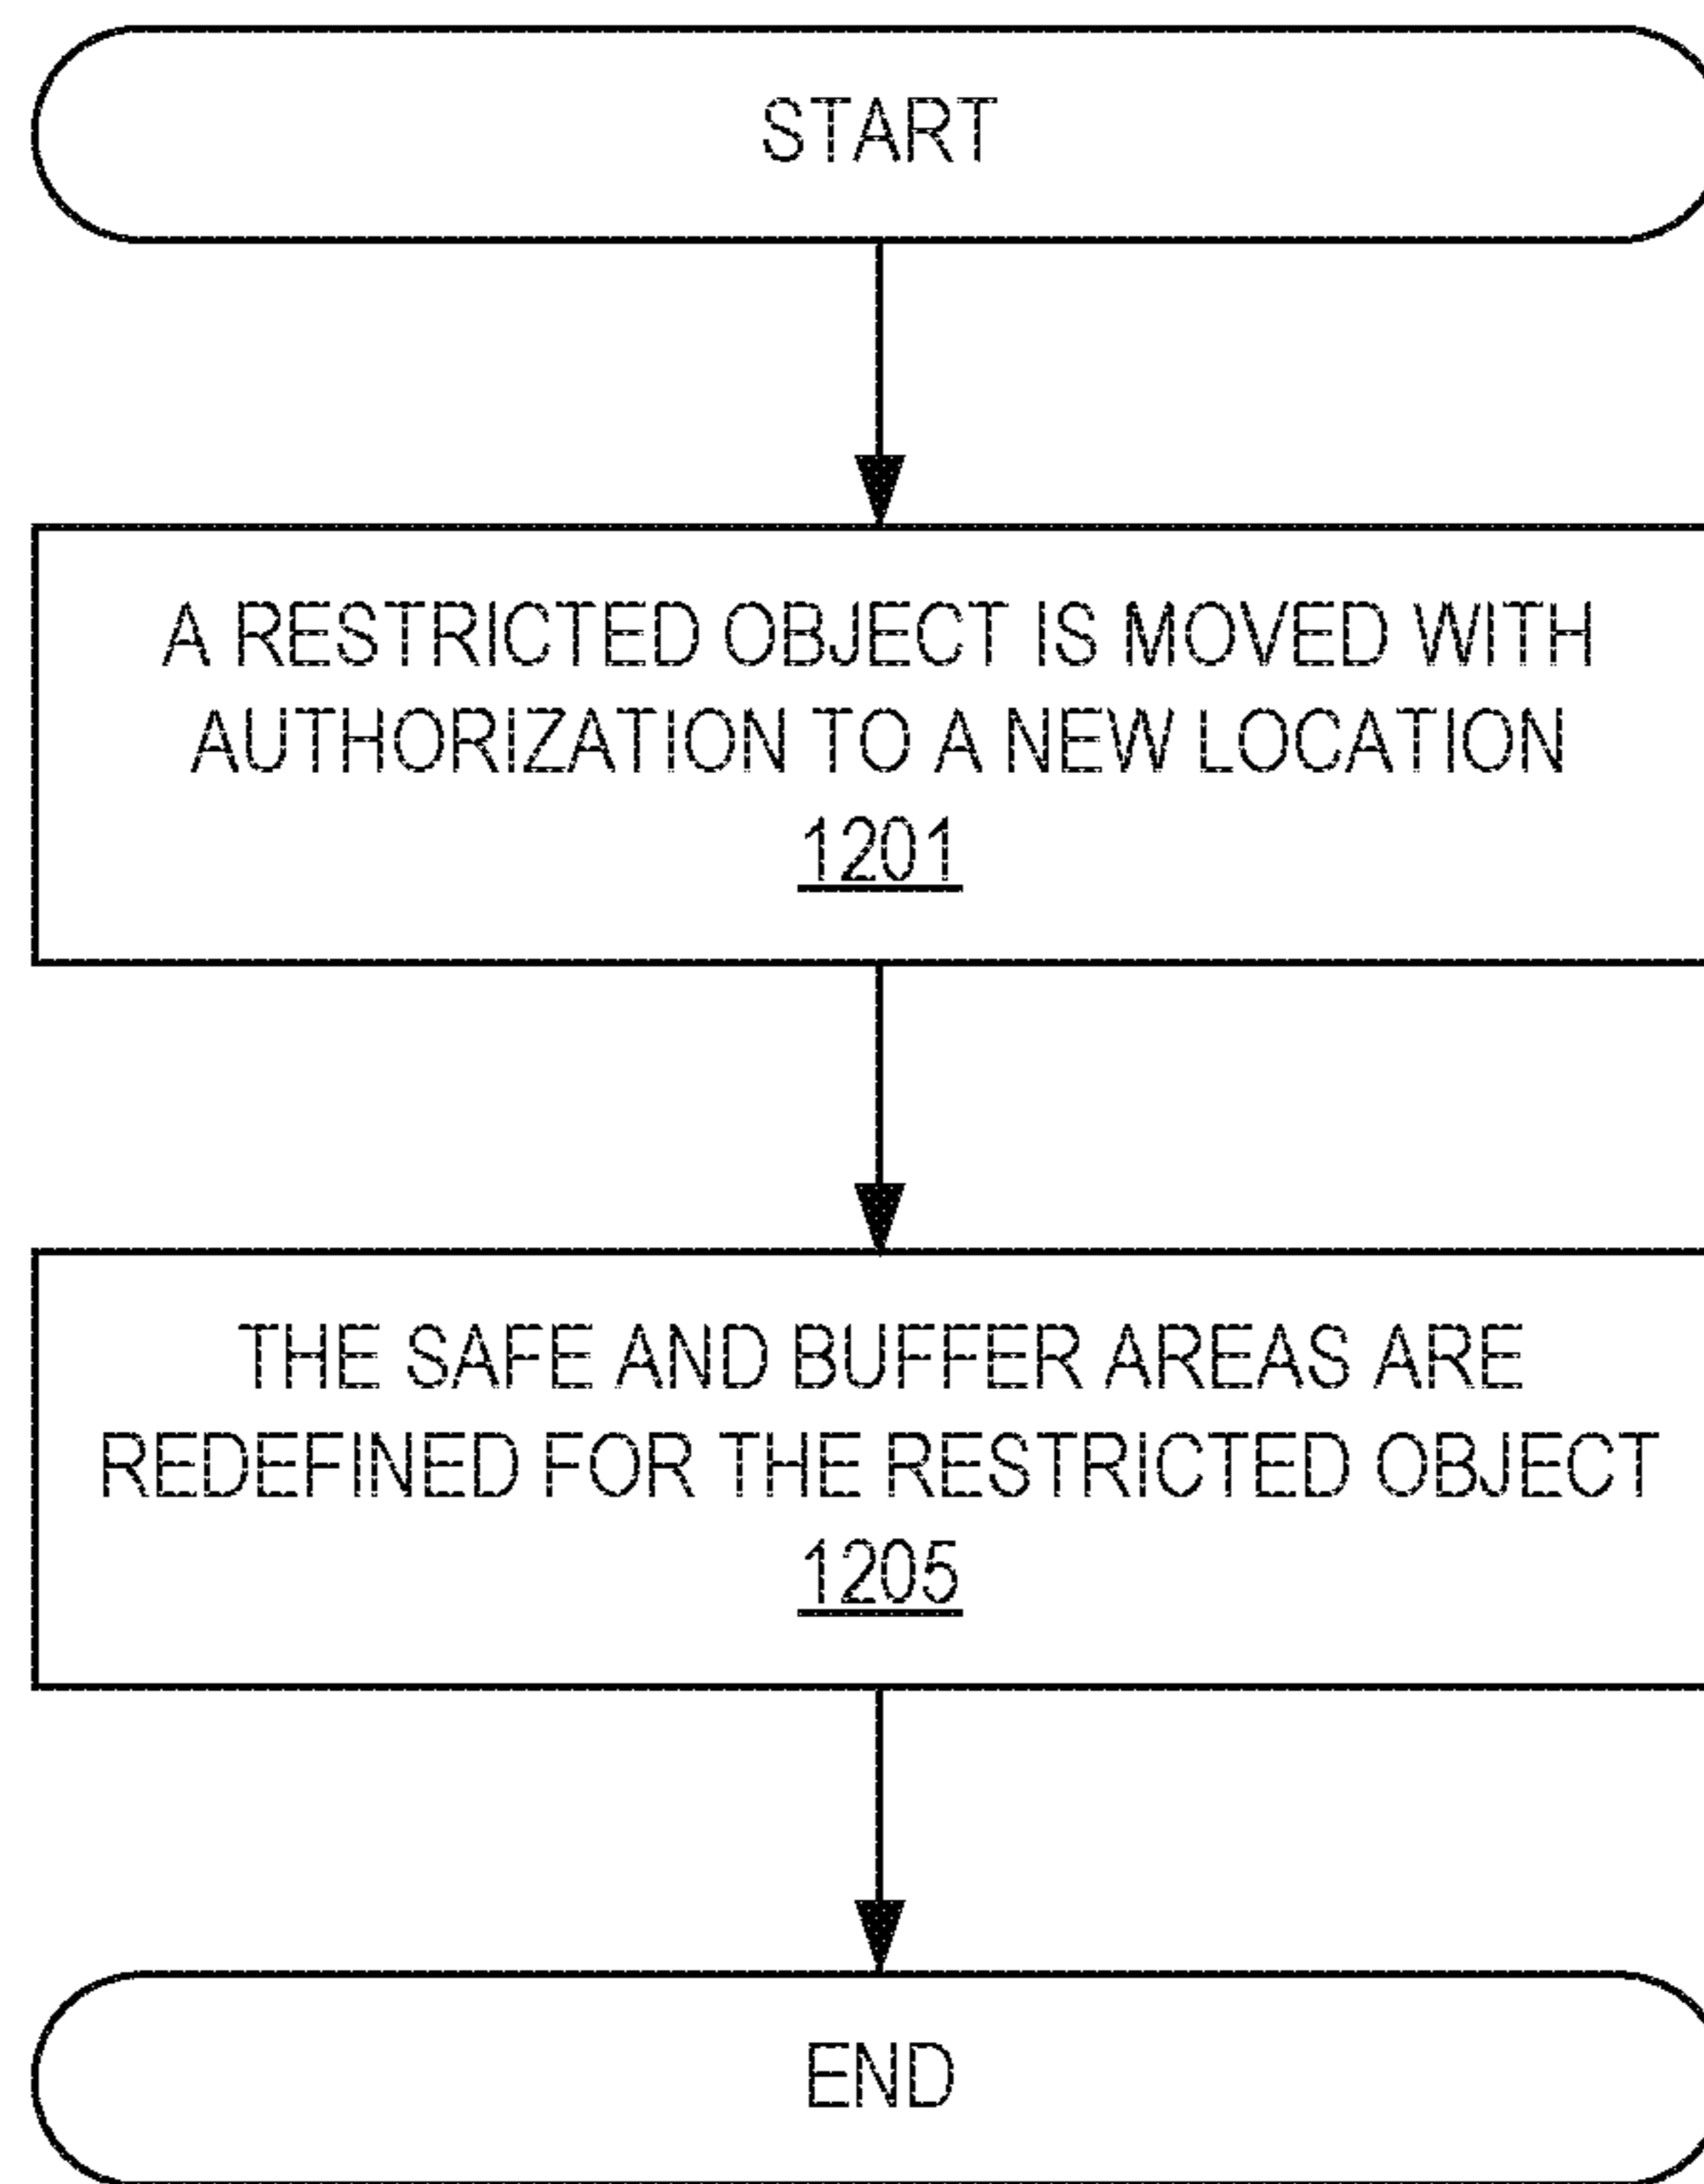 START
A RESTRICTED OBJECT IS MOVED WITH
AUTHORIZATION TO A NEW LOCATION
1201
THE SAFE AND BUFFER AREAS ARE
REDEFINED FOR THE RESTRICTED OBJECT
1205
END